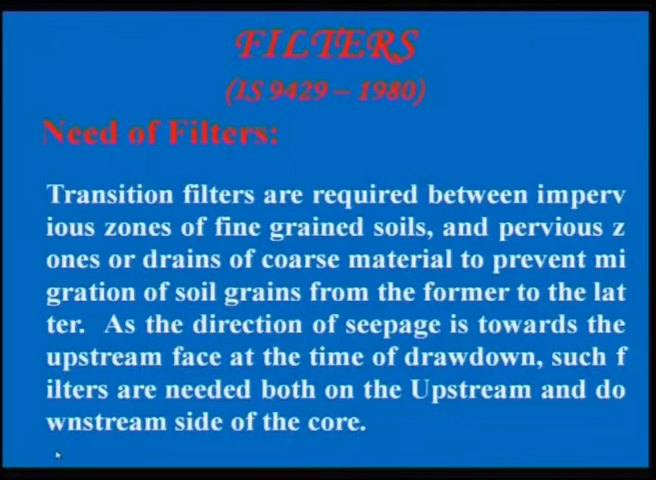 FILTERS
(IS 9429 – 1980)
Need of Filters:
Transition filters are required between imperv
ious zones of fine grained soils, and pervious z
ones or drains of coarse material to prevent mi
gration of soil grains from the former to the lat
ter. As the direction of seepage is towards the
upstream face at the time of drawdown, such f
ilters are needed both on the Upstream and do
wnstream side of the core.